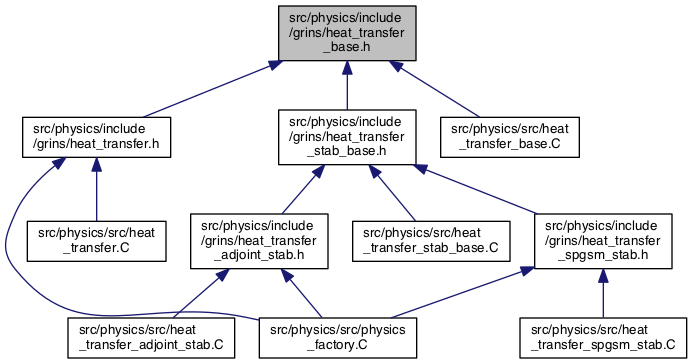 src/physics/include
/grins/heat_transfer
_base.h
src/physics/include
/grins/heat_transfer.h
src/physics/include
/grins/heat_transfer
_stab_base.h
src/physics/src/heat
_transfer_base.C
src/physics/src/heat
_transfer.C
src/physics/include
/grins/heat_transfer
_adjoint_stab.h
src/physics/src/heat
_transfer_stab_base.C
src/physics/include
/grins/heat_transfer
_spgsm_stab.h
src/physics/src/heat
_transfer_adjoint_stab.C
src/physics/src/physics
_factory.C
src/physics/src/heat
_transfer_spgsm_stab.C